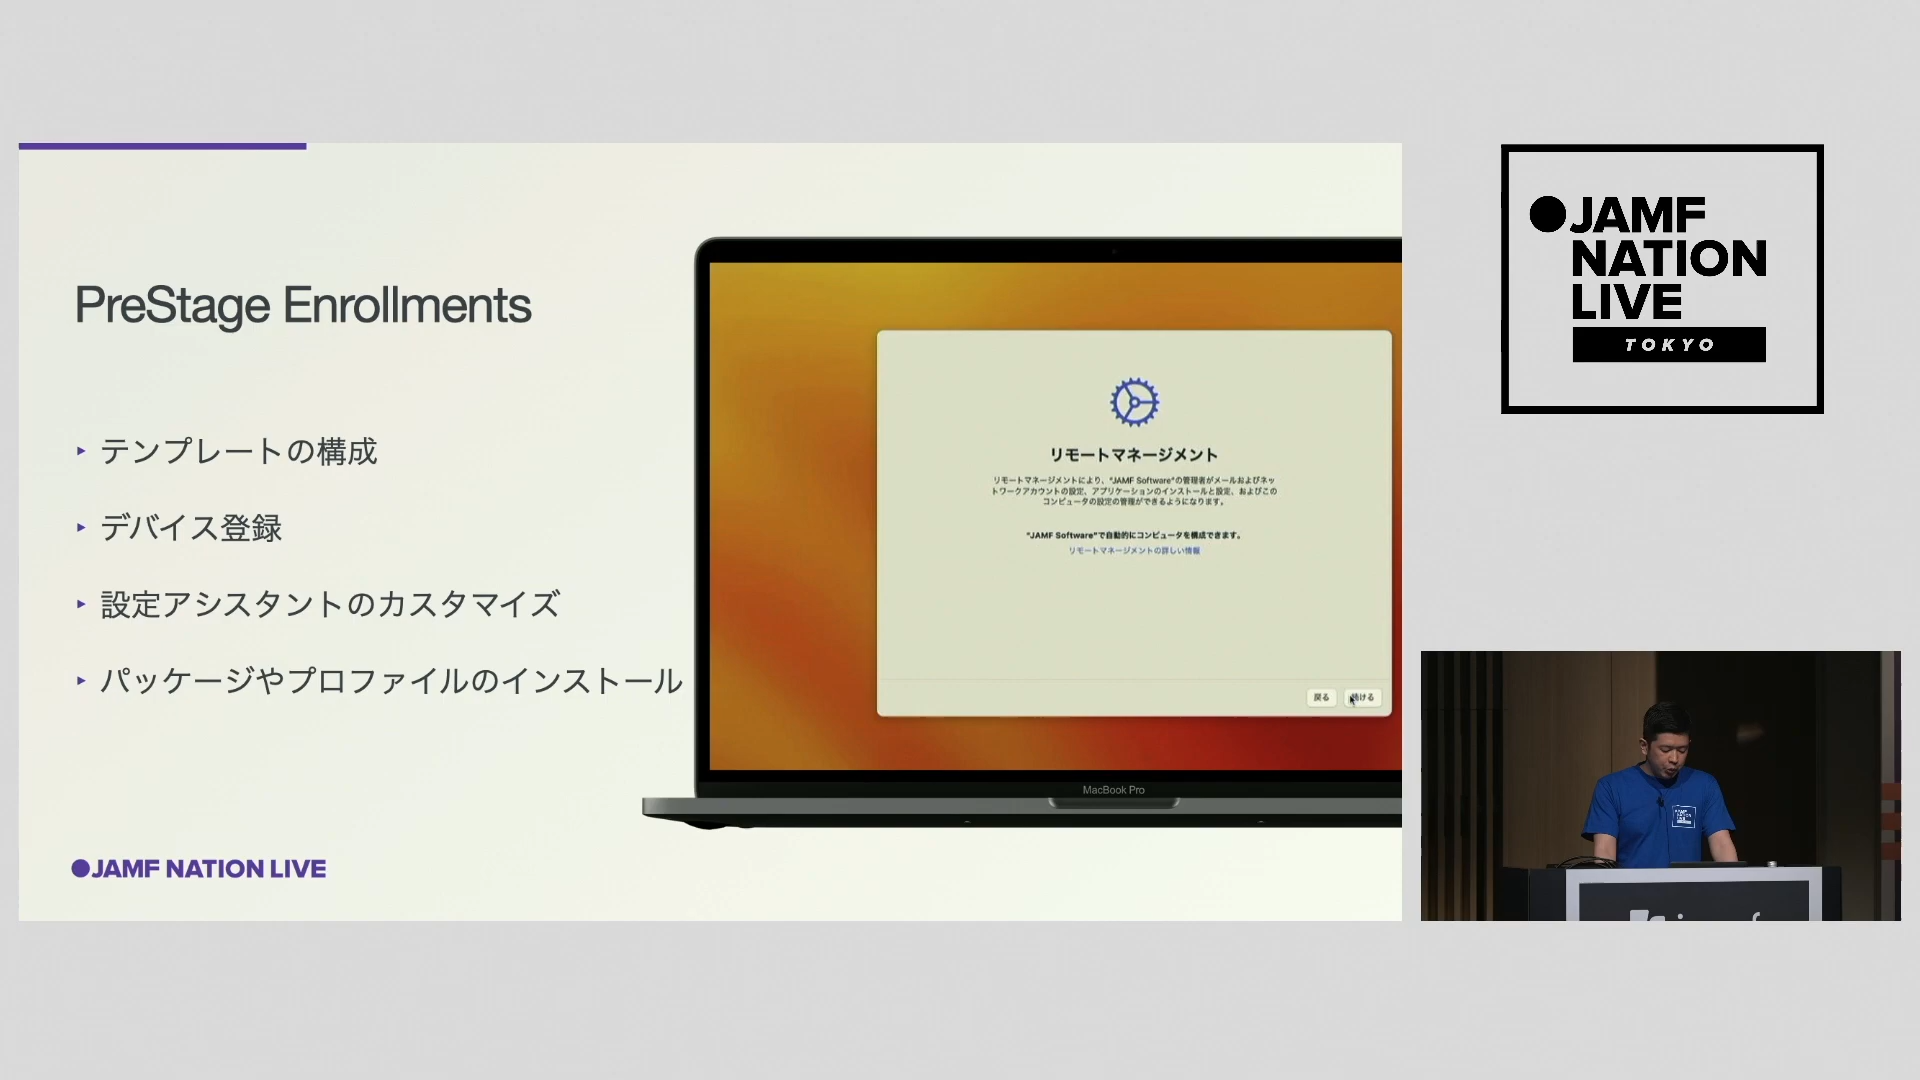 PreStage Enrollments
テンプレートの構成
デバイス登録
設定アシスタントのカスタマイズ
パッケージやプロファイルのインストール
JAMF NATION LIVE
リモートマネージメント
リモートマネージメントにより、"JAMF Software"の管理者がメールおよびネッ
トワークアカウントの設定、アプリケーションのインストールと設定、およびこの
コンピュータの設定の管理ができるようになります。
"JAMF Software"で自動的にコンピュータを構成できます。
リモートマネージメントの詳しい情報
戻る
続ける
MacBook Pro
JAMF
NATION
LIVE
TOKYO